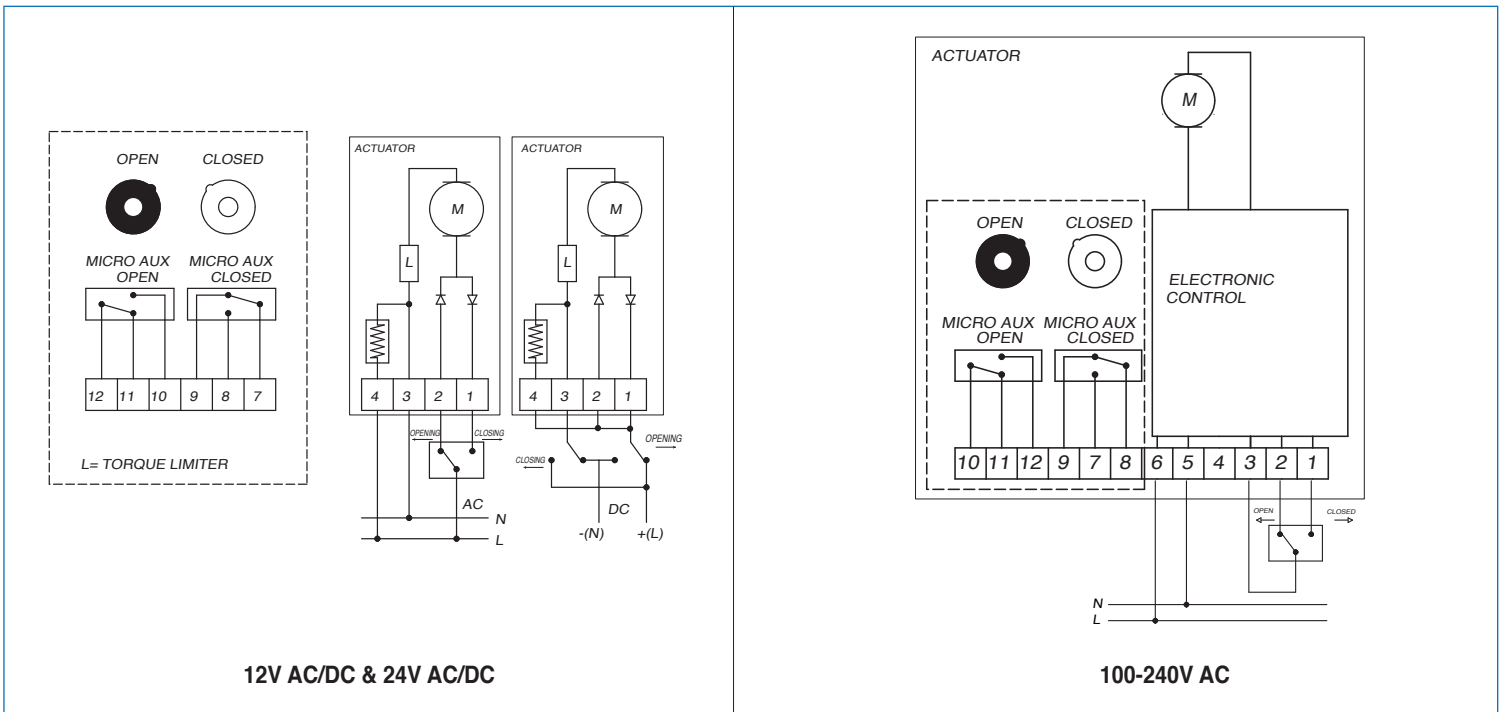 OPEN CLOSED
MICRO AUX MICRO AUX
OPEN CLOSED
12 11 10 9 8 7
L= TORQUE LIMITER
ACTUATOR
M
L
4 3 2 1
OPENING CLOSING
AC
N
L
ACTUATOR
M
L
4 3 2 1
OPENING
CLOSING
DC
-(N) +(L)
12V AC/DC & 24V AC/DC
ACTUATOR
M
OPEN CLOSED
ELECTRONIC
CONTROL
MICRO AUX MICRO AUX
OPEN CLOSED
10 11 12 9 7 8 6 5 4 3 2 1
OPEN CLOSED
N
L
100-240V AC